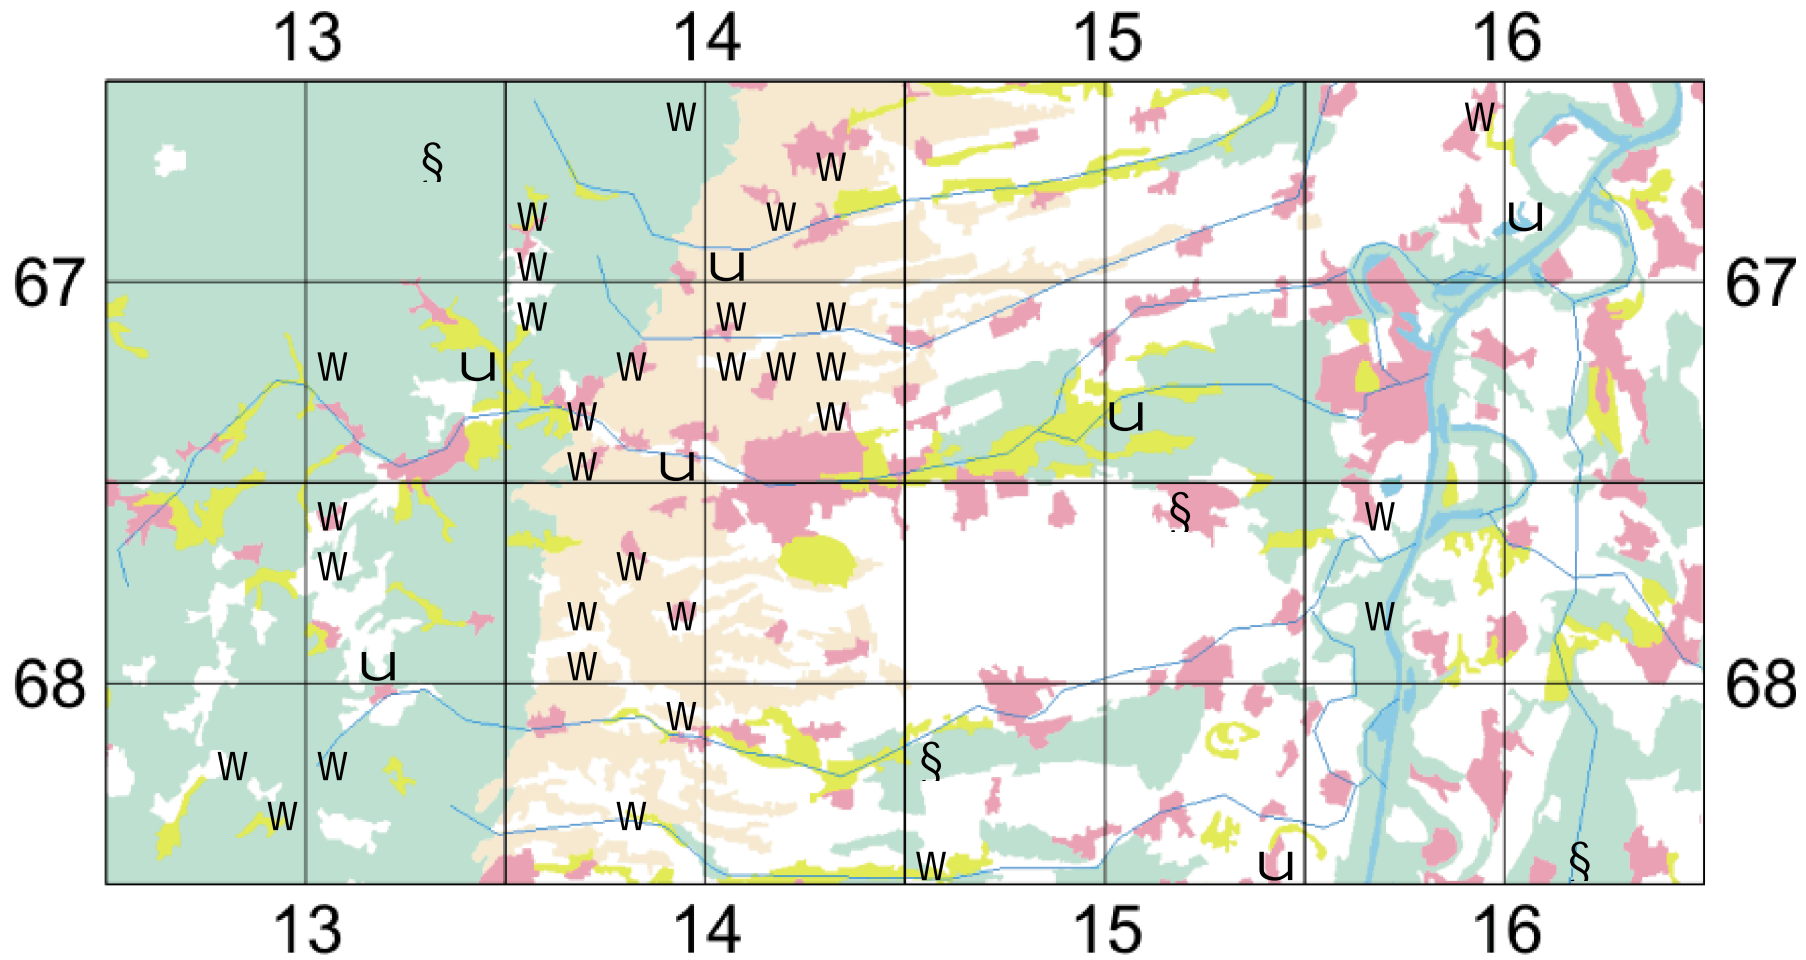 13 14 15 16
W W
§ W
W W u
67 W u 67
W W W
W u W W W W
W W u
W u
W § W
W W
W W W
u W
68 68
W
W W §
W W
W u §
13 14 15 16